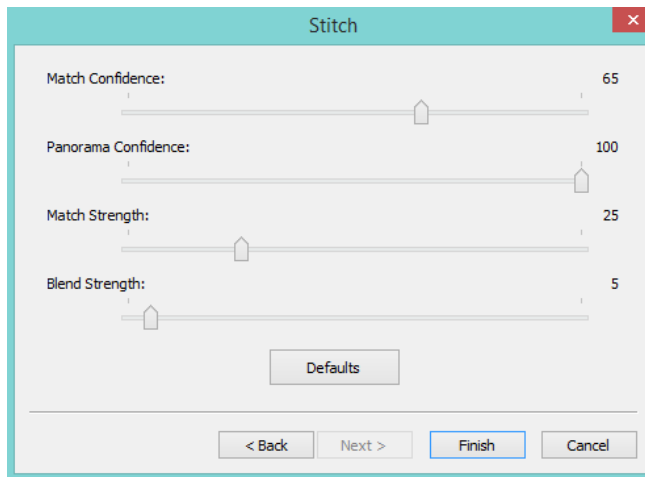 Stitch
Match Confidence: 65
Panorama Confidence: 100
Match Strength: 25
Blend Strength: 5
Defaults
< Back Next > Finish Cancel